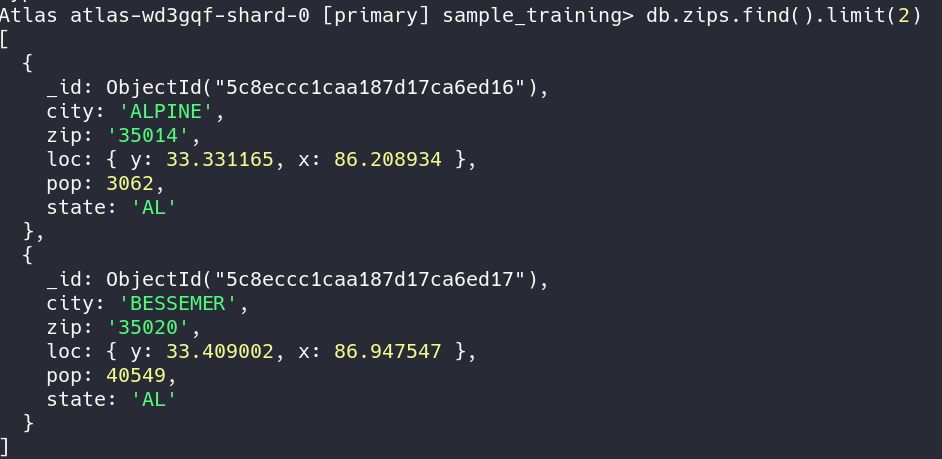 Atlas atlas-wd3gqf-shard-0 [primary] sample_training> db.zips.find().limit(2)
[
  {
    _id: ObjectId("5c8eccc1caa187d17ca6ed16"),
    city: 'ALPINE',
    zip: '35014',
    loc: { y: 33.331165, x: 86.208934 },
    pop: 3062,
    state: 'AL'
  },
  {
    _id: ObjectId("5c8eccc1caa187d17ca6ed17"),
    city: 'BESSEMER',
    zip: '35020',
    loc: { y: 33.409002, x: 86.947547 },
    pop: 40549,
    state: 'AL'
  }
]